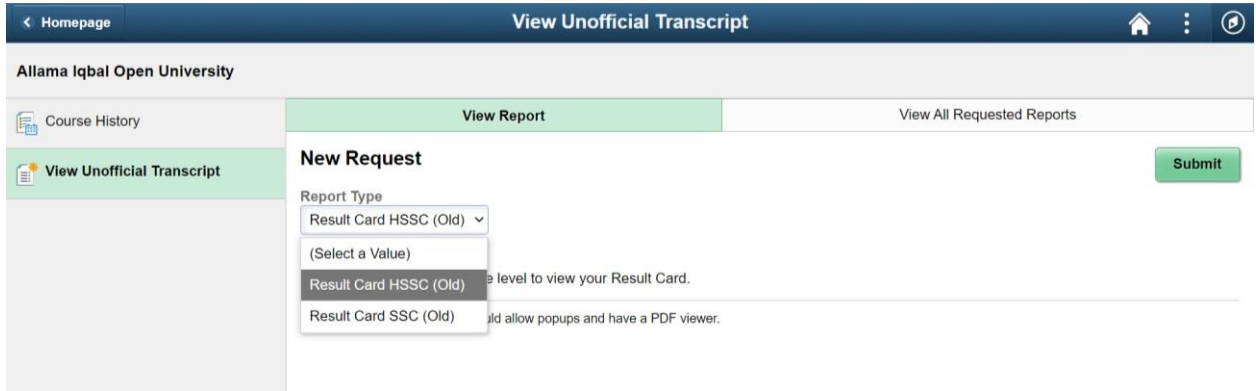 Homepage
View Unofficial Transcript
Allama Iqbal Open University
Course History
View Unofficial Transcript
View Report
View All Requested Reports
New Request
Submit
Report Type
Result Card HSSC (Old)
(Select a Value)
Result Card HSSC (Old)
level to view your Result Card.
Result Card SSC (Old)
allow popups and have a PDF viewer.